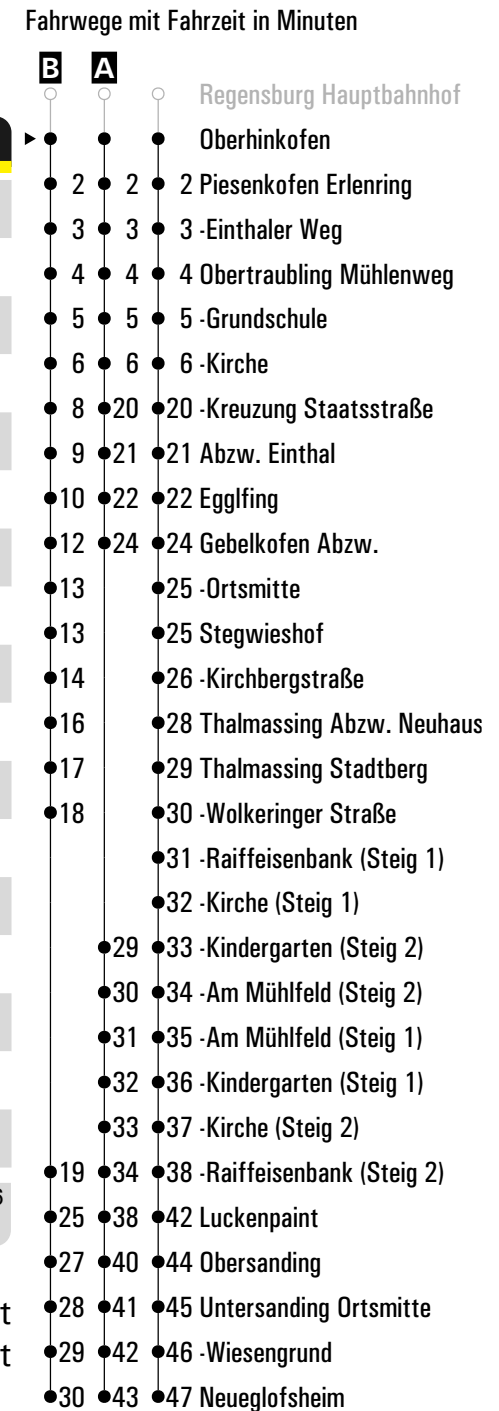 Fahrwege mit Fahrzeit in Minuten
B A
Regensburg Hauptbahnhof
Oberhinkofen
2 2 2 Piesenkofen Erlenring
3 3 3 -Einthaler Weg
4 4 4 Obertraubling Mühlenweg
5 5 5 -Grundschule
6 6 6 -Kirche
8 20 20 -Kreuzung Staatsstraße
9 21 21 Abzw. Einthal
10 22 22 Egglfing
12 24 24 Gebelkofen Abzw.
13 25 -Ortsmitte
13 25 Stegwieshof
14 26 -Kirchbergstraße
16 28 Thalmassing Abzw. Neuhaus
17 29 Thalmassing Stadtberg
18 30 -Wolkeringer Straße
31 -Raiffeisenbank (Steig 1)
32 -Kirche (Steig 1)
29 33 -Kindergarten (Steig 2)
30 34 -Am Mühlfeld (Steig 2)
31 35 -Am Mühlfeld (Steig 1)
32 36 -Kindergarten (Steig 1)
33 37 -Kirche (Steig 2)
19 34 38 -Raiffeisenbank (Steig 2)
25 38 42 Luckenpaint
27 40 44 Obersanding
t 28 41 45 Untersanding Ortsmitte
t 29 42 46 -Wiesengrund
30 43 47 Neueglofsheim